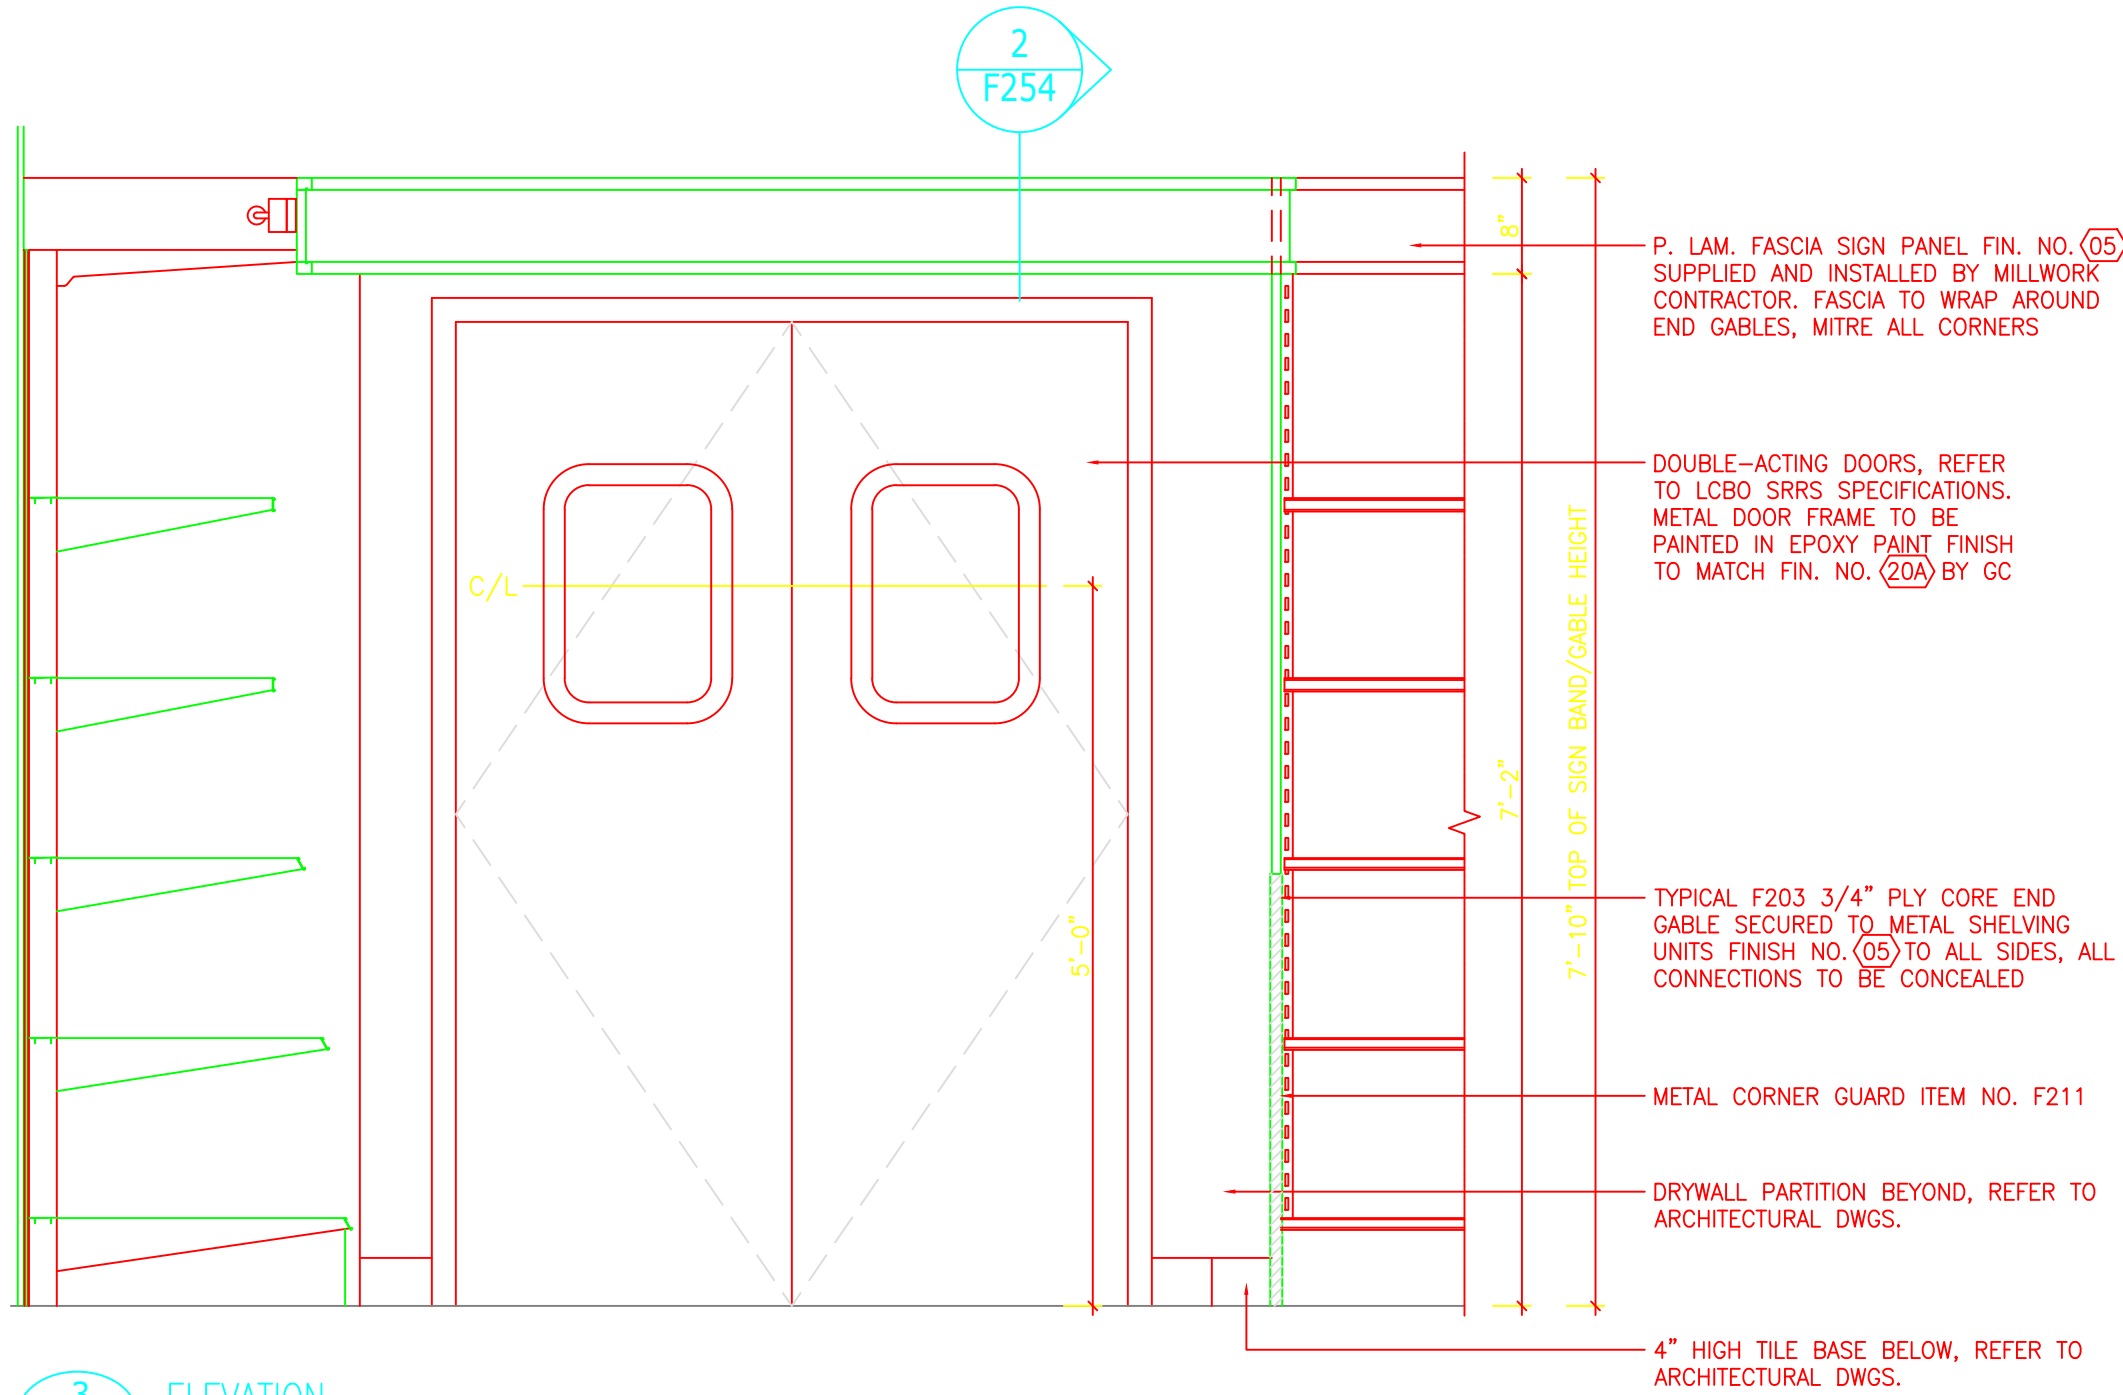 2
F254
8"
P. LAM. FASCIA SIGN PANEL FIN. NO. 05
SUPPLIED AND INSTALLED BY MILLWORK
CONTRACTOR. FASCIA TO WRAP AROUND
END GABLES, MITRE ALL CORNERS
DOUBLE-ACTING DOORS, REFER
TO LCBO SRRS SPECIFICATIONS.
METAL DOOR FRAME TO BE
PAINTED IN EPOXY PAINT FINISH
TO MATCH FIN. NO. 20A BY GC
C/L
7'-2"
7'-10" TOP OF SIGN BAND/GABLE HEIGHT
5'-0"
TYPICAL F203 3/4" PLY CORE END
GABLE SECURED TO METAL SHELVING
UNITS FINISH NO. 05 TO ALL SIDES, ALL
CONNECTIONS TO BE CONCEALED
METAL CORNER GUARD ITEM NO. F211
DRYWALL PARTITION BEYOND, REFER TO
ARCHITECTURAL DWGS.
4" HIGH TILE BASE BELOW, REFER TO
ARCHITECTURAL DWGS.
3
ELEVATION